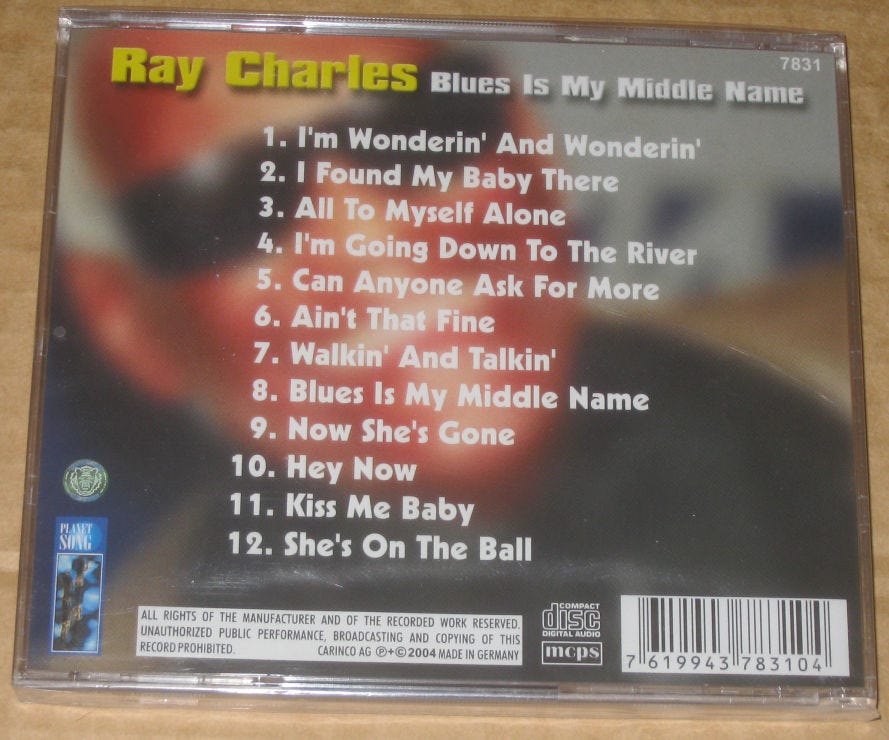 7831
Ray Charles Blues Is My Middle Name
1. I'm Wonderin' And Wonderin'
2. I Found My Baby There
3. All To Myself Alone
4. I'm Going Down To The River
5. Can Anyone Ask For More
6. Ain't That Fine
7. Walkin' And Talkin'
8. Blues Is My Middle Name
9. Now She's Gone
10. Hey Now
11. Kiss Me Baby
12. She's On The Ball
PLANET
SONG
ALL RIGHTS OF THE MANUFACTURER AND OF THE RECORDED WORK RESERVED.
UNAUTHORIZED PUBLIC PERFORMANCE, BROADCASTING AND COPYING OF THIS
RECORD PROHIBITED. CARINCO AG ℗+© 2004 MADE IN GERMANY
COMPACT
disc
DIGITAL AUDIO
mcps
7 619943 783104